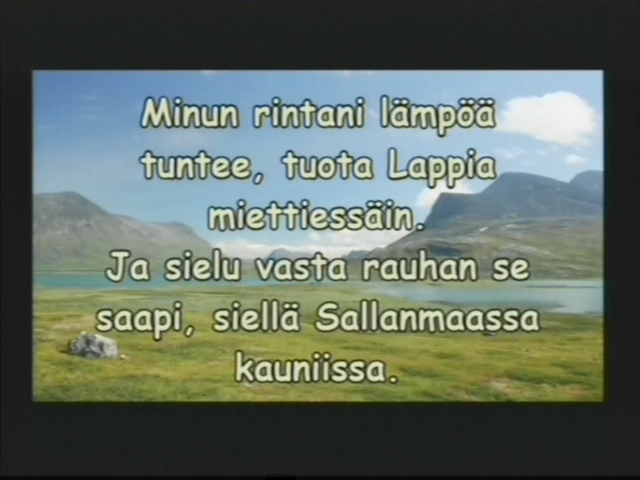 Minun rintani lämpöä
tuntee, tuota Lappia
miettiessäin.
Ja sielu vasta rauhan se
saapi, siellä Sallanmaassa
kauniissa.